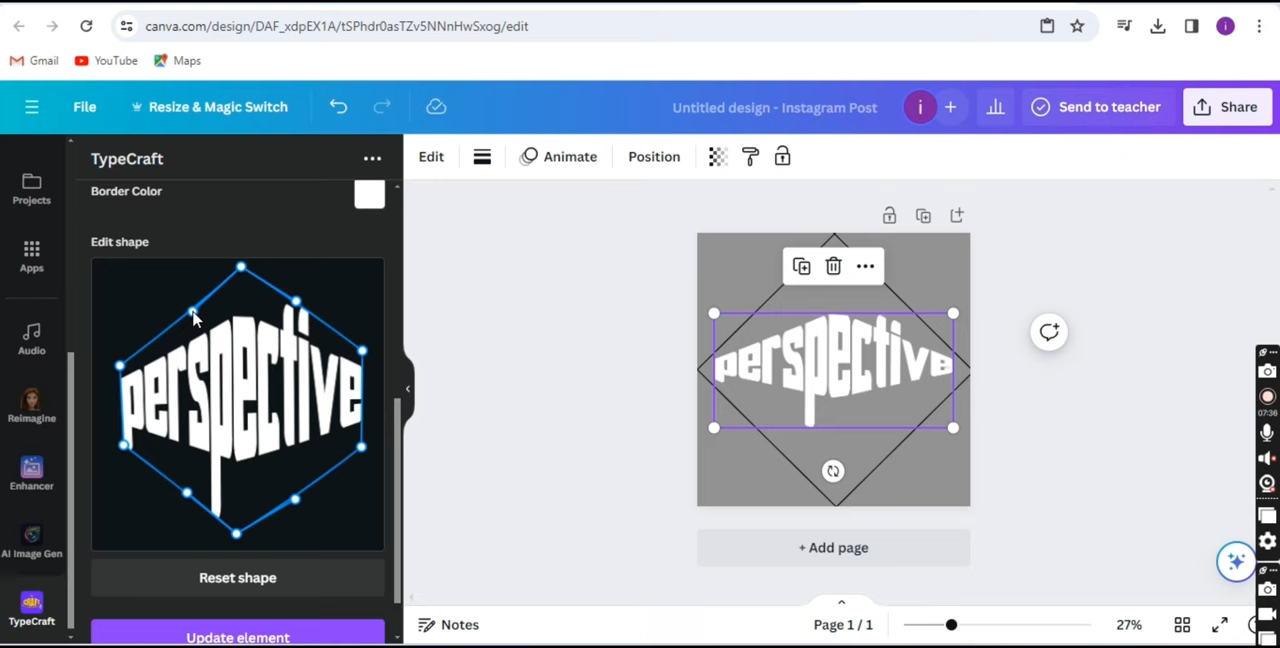 canva.com/design/DAF_xdpEX1A/tSPhdr0asTZv5NNnHwSxog/edit
Gmail YouTube Maps
File Resize & Magic Switch Untitled design - Instagram Post i + Send to teacher Share
TypeCraft
Edit Animate Position
Border Color
Edit shape
perspective
Reset shape
Update element
Projects
Apps
Audio
Reimagine
Enhancer
AI Image Gen
TypeCraft
perspective
+ Add page
Notes
Page 1 / 1
27%
07:36